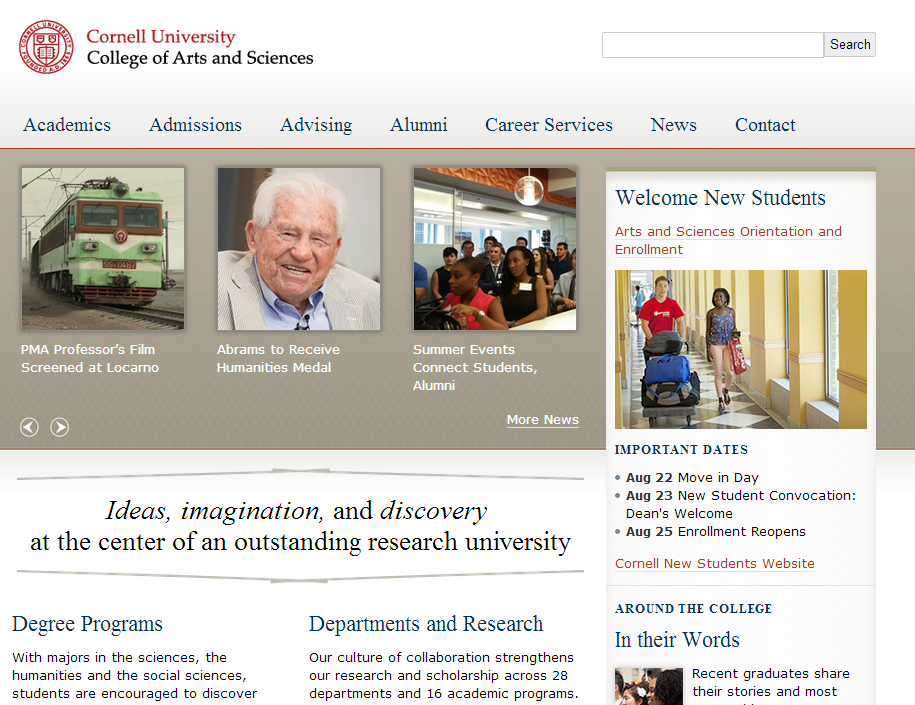 Cornell University
College of Arts and Sciences
Search
Academics Admissions Advising Alumni Career Services News Contact
PMA Professor's Film
Screened at Locarno
Abrams to Receive
Humanities Medal
Summer Events
Connect Students,
Alumni
More News
Ideas, imagination, and discovery
at the center of an outstanding research university
Degree Programs
With majors in the sciences, the
humanities and the social sciences,
students are encouraged to discover
Departments and Research
Our culture of collaboration strengthens
our research and scholarship across 28
departments and 16 academic programs.
Welcome New Students
Arts and Sciences Orientation and
Enrollment
IMPORTANT DATES
• Aug 22 Move in Day
• Aug 23 New Student Convocation:
Dean's Welcome
• Aug 25 Enrollment Reopens
Cornell New Students Website
AROUND THE COLLEGE
In their Words
Recent graduates share
their stories and most